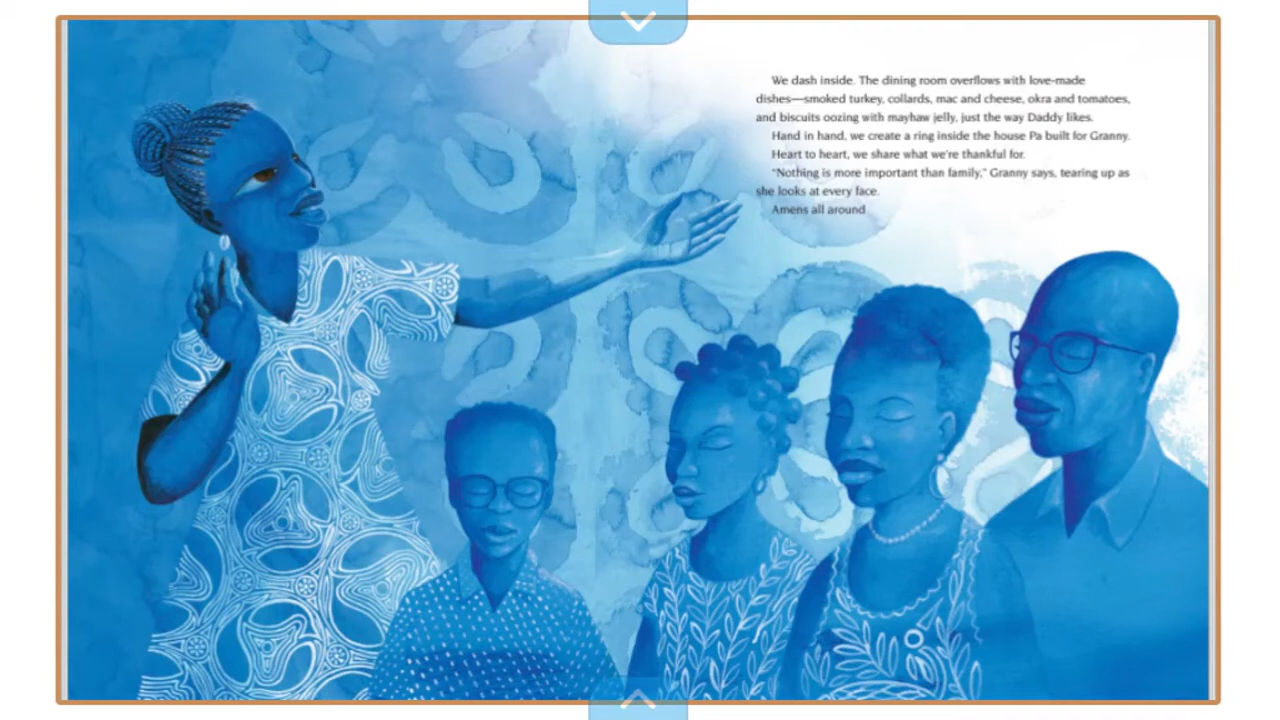 We dash inside. The dining room overflows with love-made
dishes—smoked turkey, collards, mac and cheese, okra and tomatoes,
and biscuits oozing with mayhaw jelly, just the way Daddy likes.
Hand in hand, we create a ring inside the house Pa built for Granny.
Heart to heart, we share what we're thankful for.
"Nothing is more important than family," Granny says, tearing up as
she looks at every face.
Amens all around